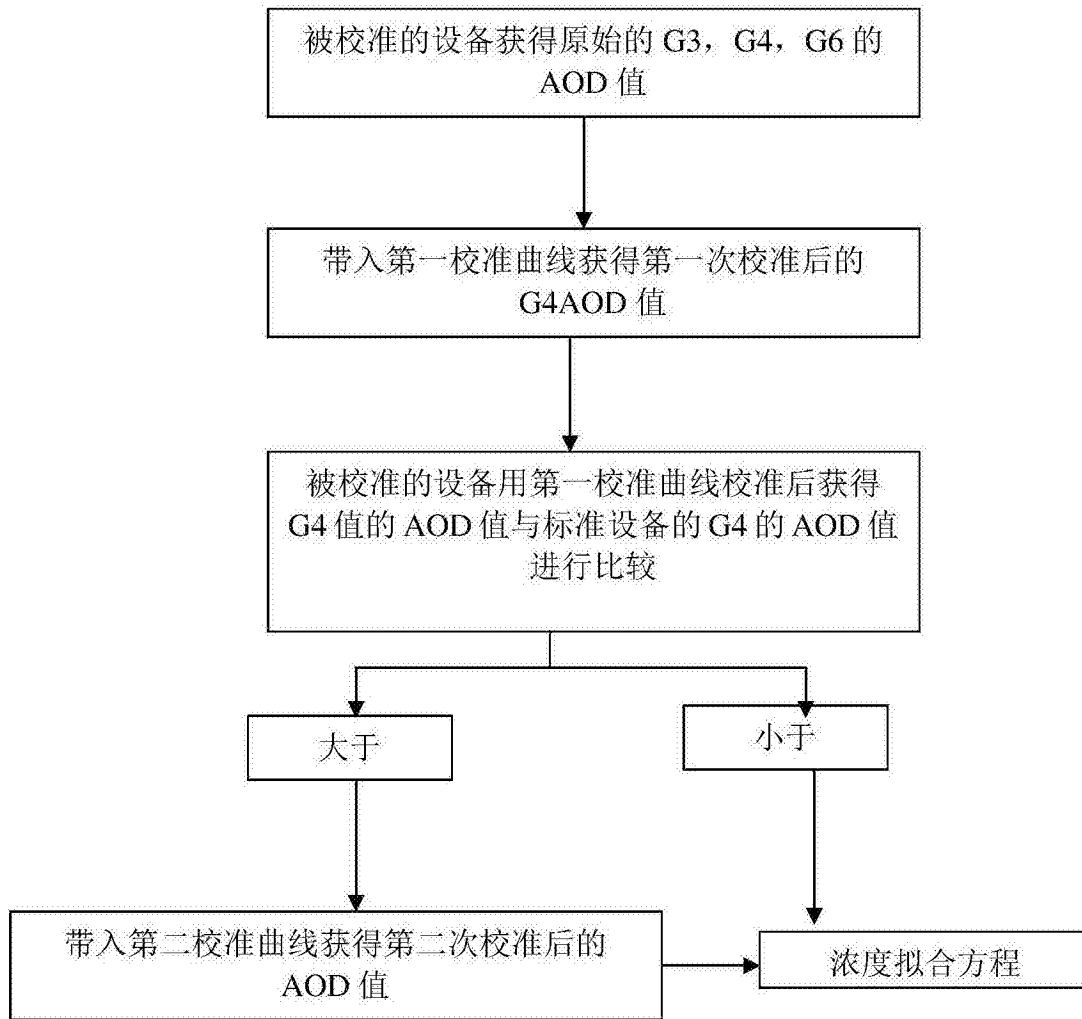 被校准的设备获得原始的 G3，G4，G6 的
AOD 值
带入第一校准曲线获得第一次校准后的
G4AOD 值
被校准的设备用第一校准曲线校准后获得
G4 值的 AOD 值与标准设备的 G4 的 AOD 值
进行比较
大于
小于
带入第二校准曲线获得第二次校准后的
AOD 值
浓度拟合方程